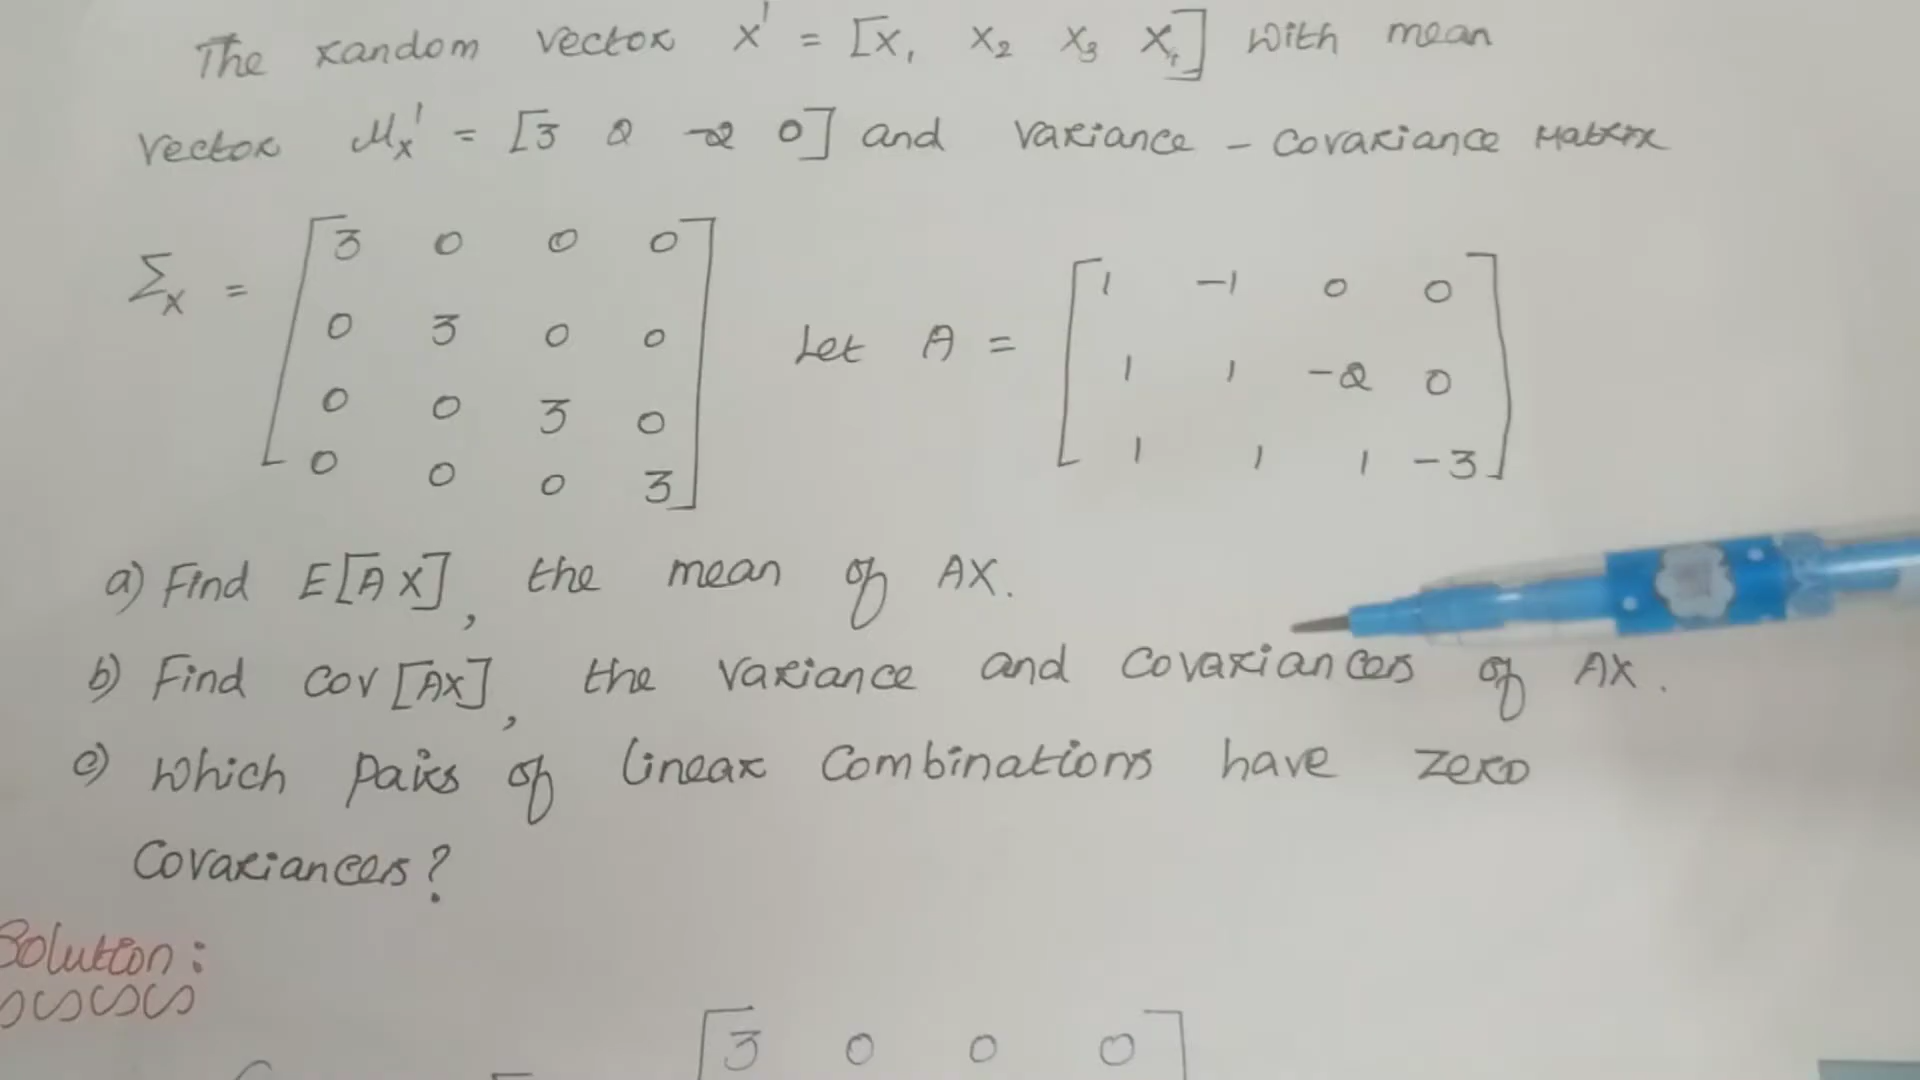 The random vector X' = [X₁ X₂ X₃ X₄] with mean
vector μₓ' = [3 2 -2 0] and variance - covariance Matrix
Σₓ = [3 0 0 0
0 3 0 0
0 0 3 0
0 0 0 3]
Let A = [1 -1 0 0
1 1 -2 0
1 1 1 -3]
a) Find E[AX], the mean of AX.
b) Find Cov[AX], the variance and covariances of AX.
c) which pairs of linear combinations have zero
Covariances?
Solution:
[3 0 0 0]